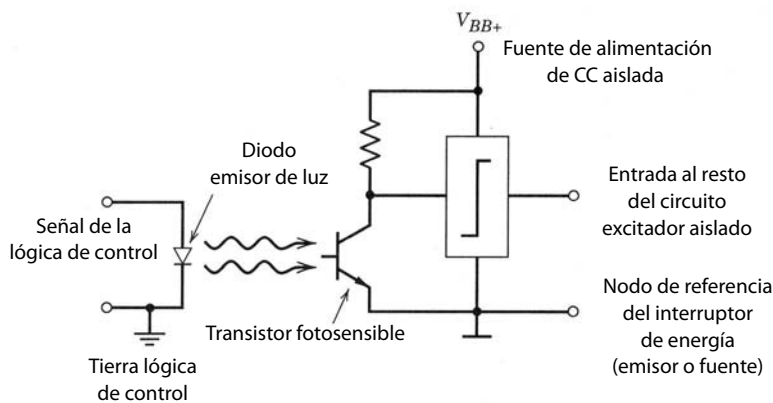 V_BB+
Fuente de alimentación
de CC aislada
Diodo
emisor de luz
Señal de la
lógica de control
Entrada al resto
del circuito
excitador aislado
Transistor fotosensible
Nodo de referencia
del interruptor
de energía
(emisor o fuente)
Tierra lógica
de control